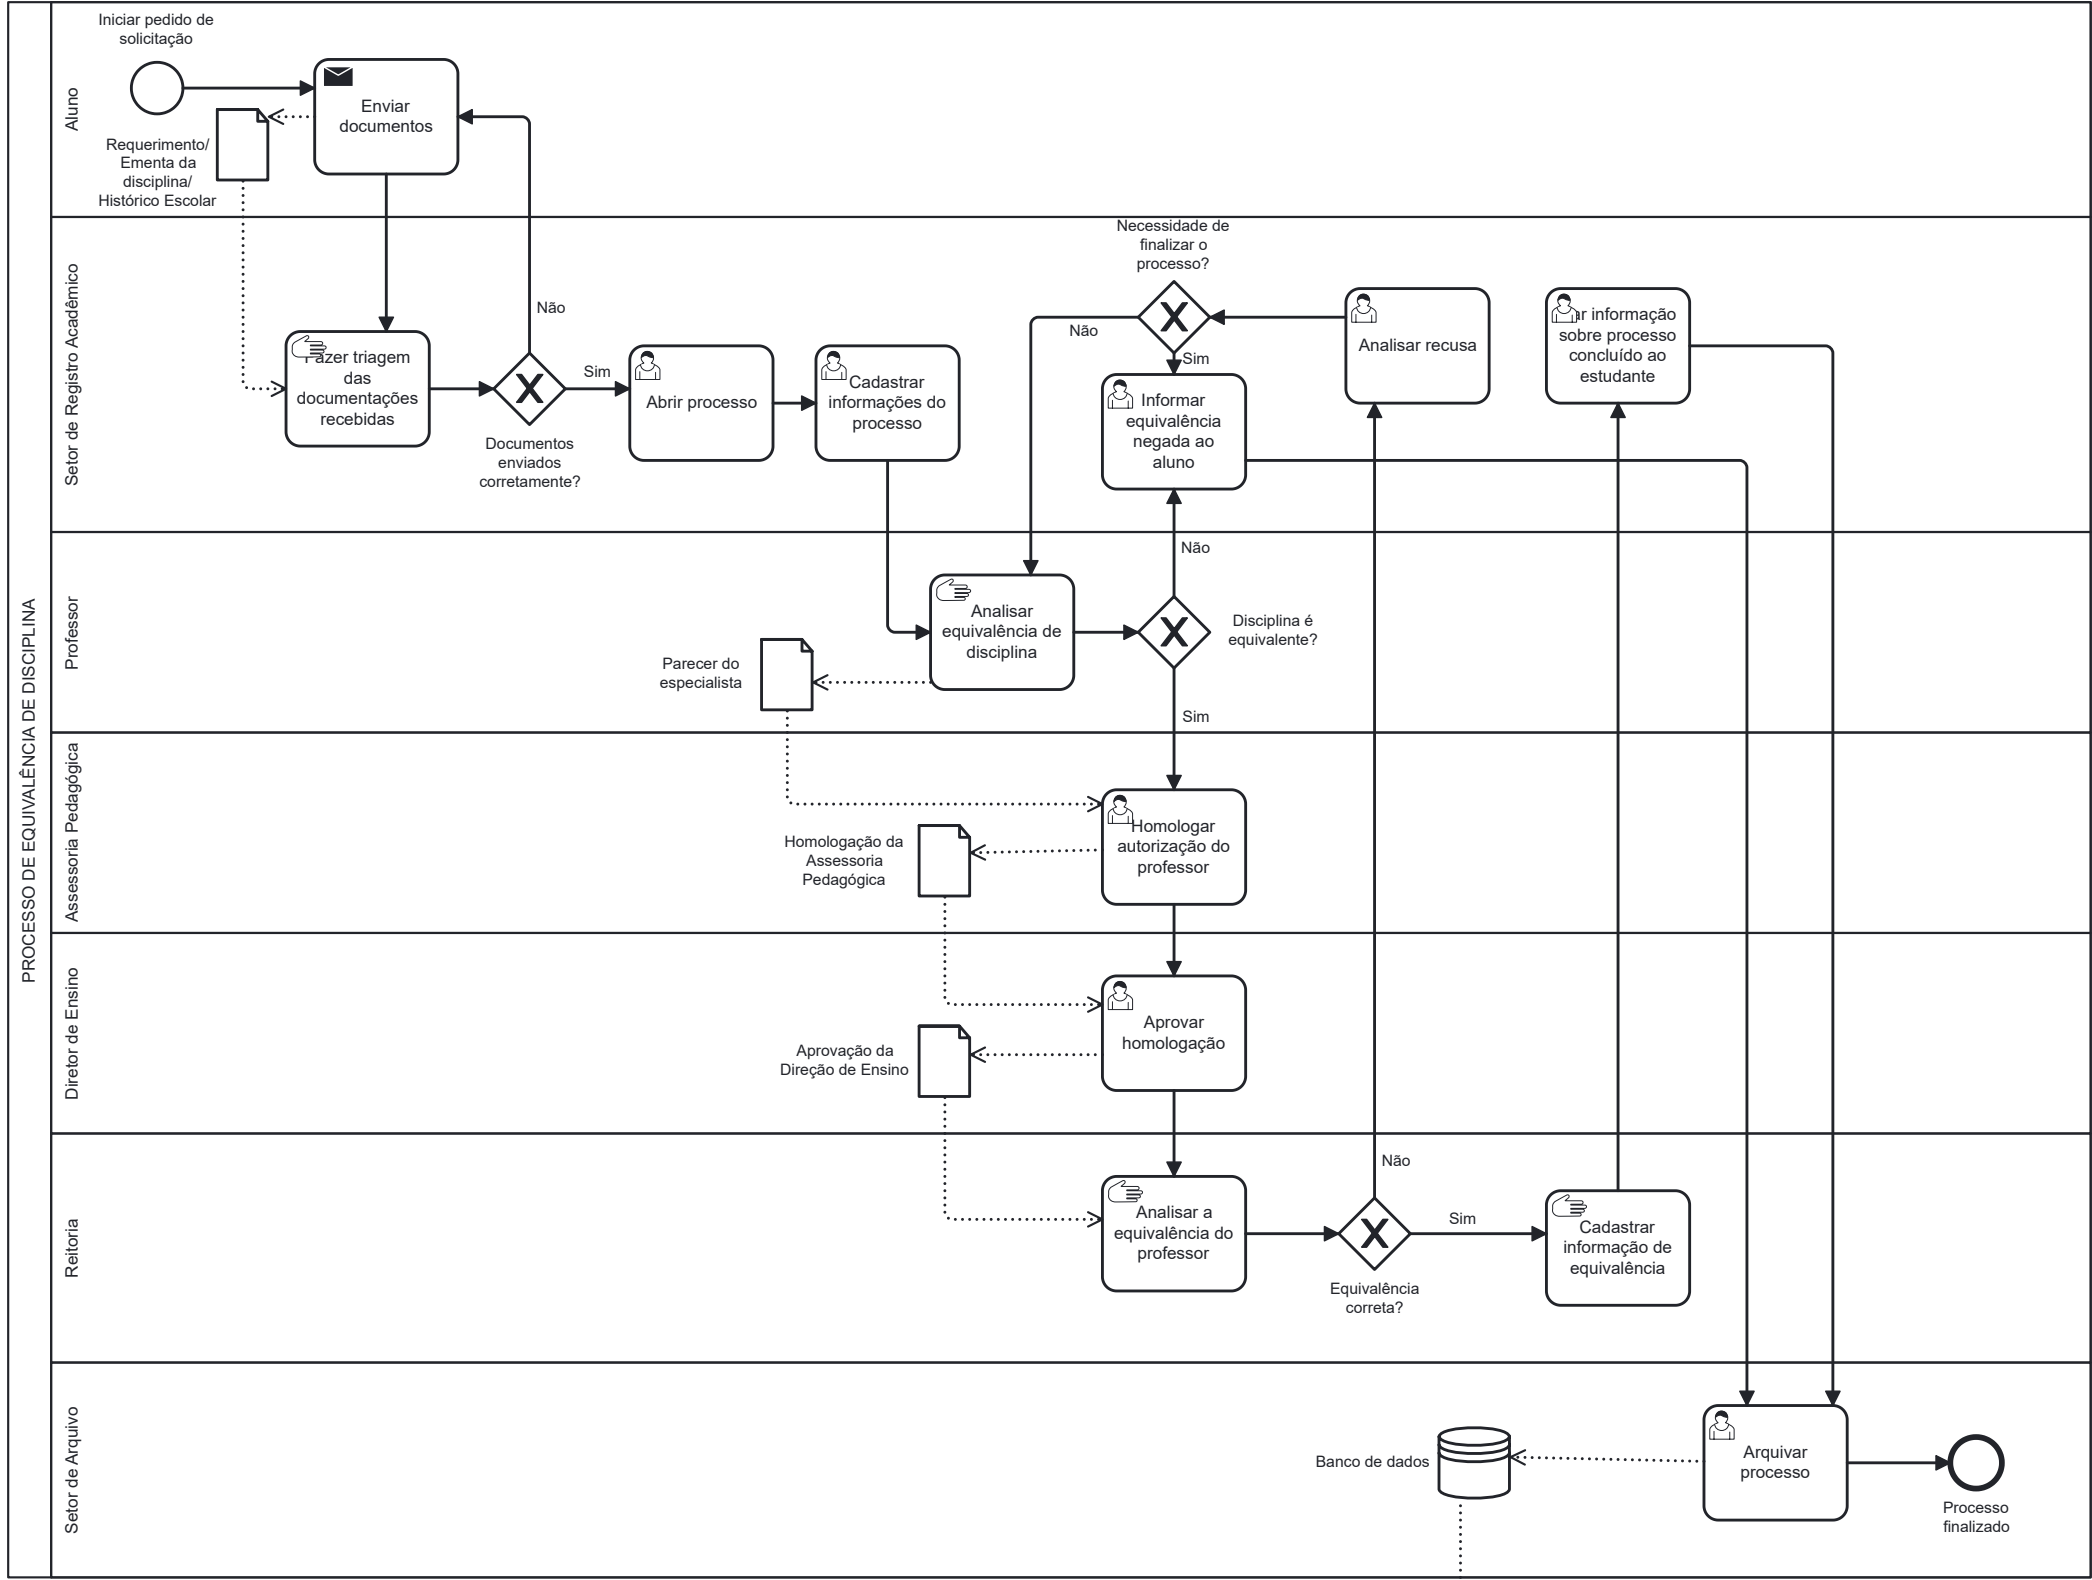 PROCESSO DE EQUIVALÊNCIA DE DISCIPLINA
Aluno
Iniciar pedido de
solicitação
Enviar
documentos
Requerimento/
Ementa da
disciplina/
Histórico Escolar
Setor de Registro Acadêmico
Fazer triagem
das
documentações
recebidas
Não
Sim
Documentos
enviados
corretamente?
Abrir processo
Cadastrar
informações do
processo
Necessidade de
finalizar o
processo?
Não
Sim
Informar
equivalência
negada ao
aluno
Analisar recusa
informação
sobre processo
concluído ao
estudante
Professor
Analisar
equivalência de
disciplina
Não
Disciplina é
equivalente?
Sim
Parecer do
especialista
Assessoria Pedagógica
Homologar
autorização do
professor
Homologação da
Assessoria
Pedagógica
Diretor de Ensino
Aprovar
homologação
Aprovação da
Direção de Ensino
Reitoria
Analisar a
equivalência do
professor
Não
Sim
Equivalência
correta?
Cadastrar
informação de
equivalência
Setor de Arquivo
Banco de dados
Arquivar
processo
Processo
finalizado